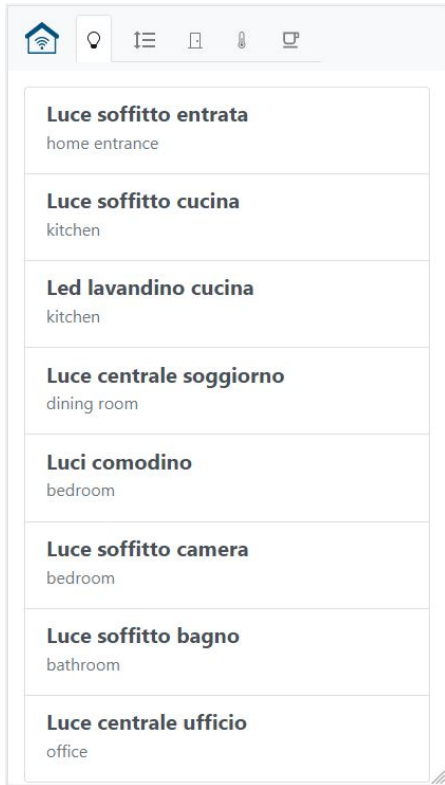 Luce soffitto entrata
home entrance
Luce soffitto cucina
kitchen
Led lavandino cucina
kitchen
Luce centrale soggiorno
dining room
Luci comodino
bedroom
Luce soffitto camera
bedroom
Luce soffitto bagno
bathroom
Luce centrale ufficio
office